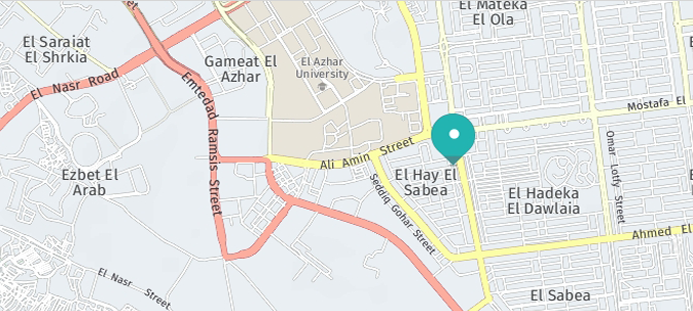 El Mateka
El Ola
El Saraiat
El Shrkia
Gameat El
Azhar
El Azhar
University
El Nasr Road
Emtedad Ramsis Street
Mostafa El
Ali Amin Street
Omar Lotfy Street
Ezbet El
Arab
El Hay El
Sabea
Seddiq Gohar Street
El Hadeka
El Dawlaia
Ahmed El
El Nasr Street
El Sabea